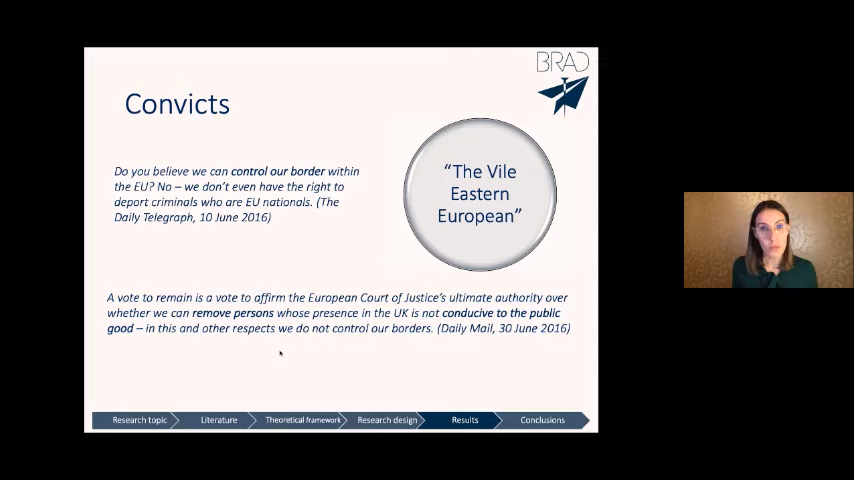 BRAD
Convicts
Do you believe we can control our border within
the EU? No – we don't even have the right to
deport criminals who are EU nationals. (The
Daily Telegraph, 10 June 2016)
“The Vile
Eastern
European”
A vote to remain is a vote to affirm the European Court of Justice's ultimate authority over
whether we can remove persons whose presence in the UK is not conducive to the public
good – in this and other respects we do not control our borders. (Daily Mail, 30 June 2016)
Research topic
Literature
Theoretical framework
Research design
Results
Conclusions